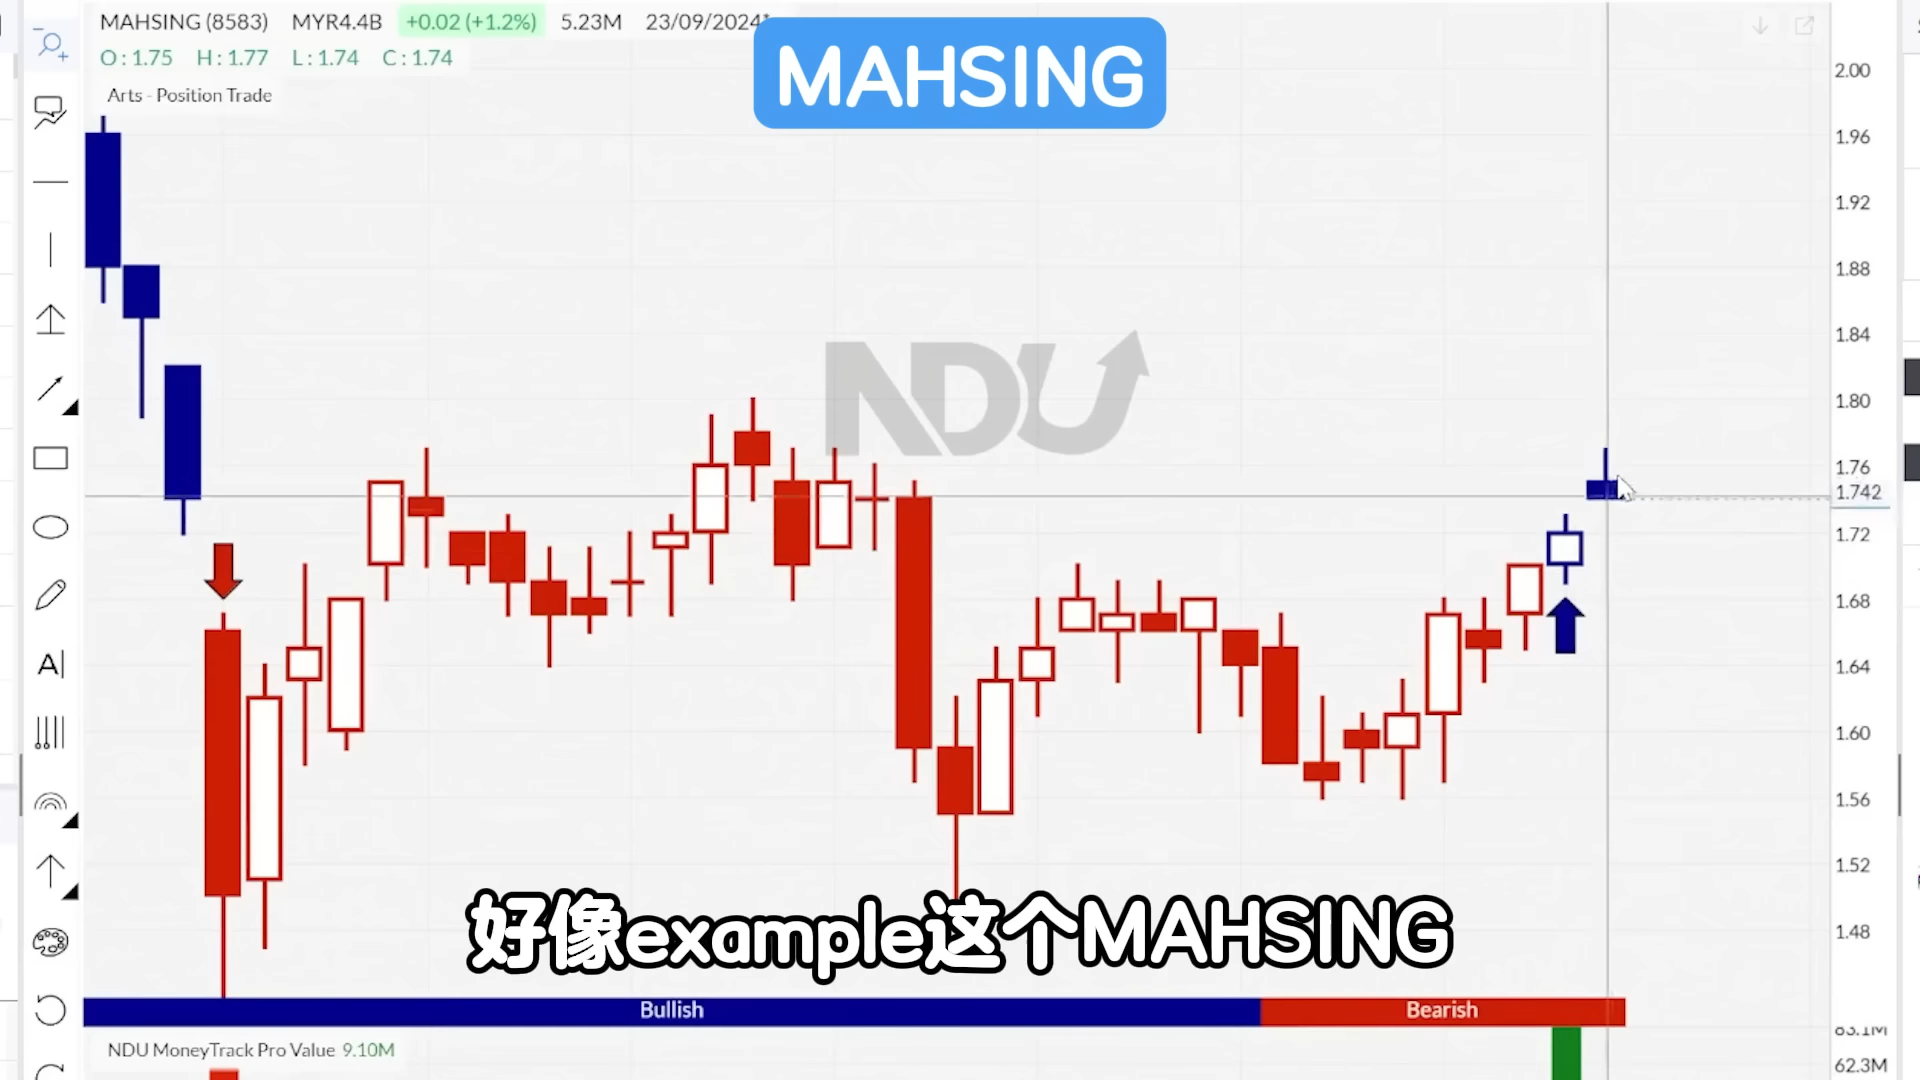 MAHSING (8583) MYR4.4B +0.02 (+1.2%) 5.23M 23/09/2024*
O : 1.75 H : 1.77 L : 1.74 C : 1.74
Arts - Position Trade
MAHSING
2.00
1.96
1.92
1.88
1.84
1.80
1.76
1.742
1.72
1.68
1.64
1.60
1.56
1.52
1.48
NDU
A
好像example这个MAHSING
Bullish Bearish
NDU MoneyTrack Pro Value 9.10M
83.1M
62.3M